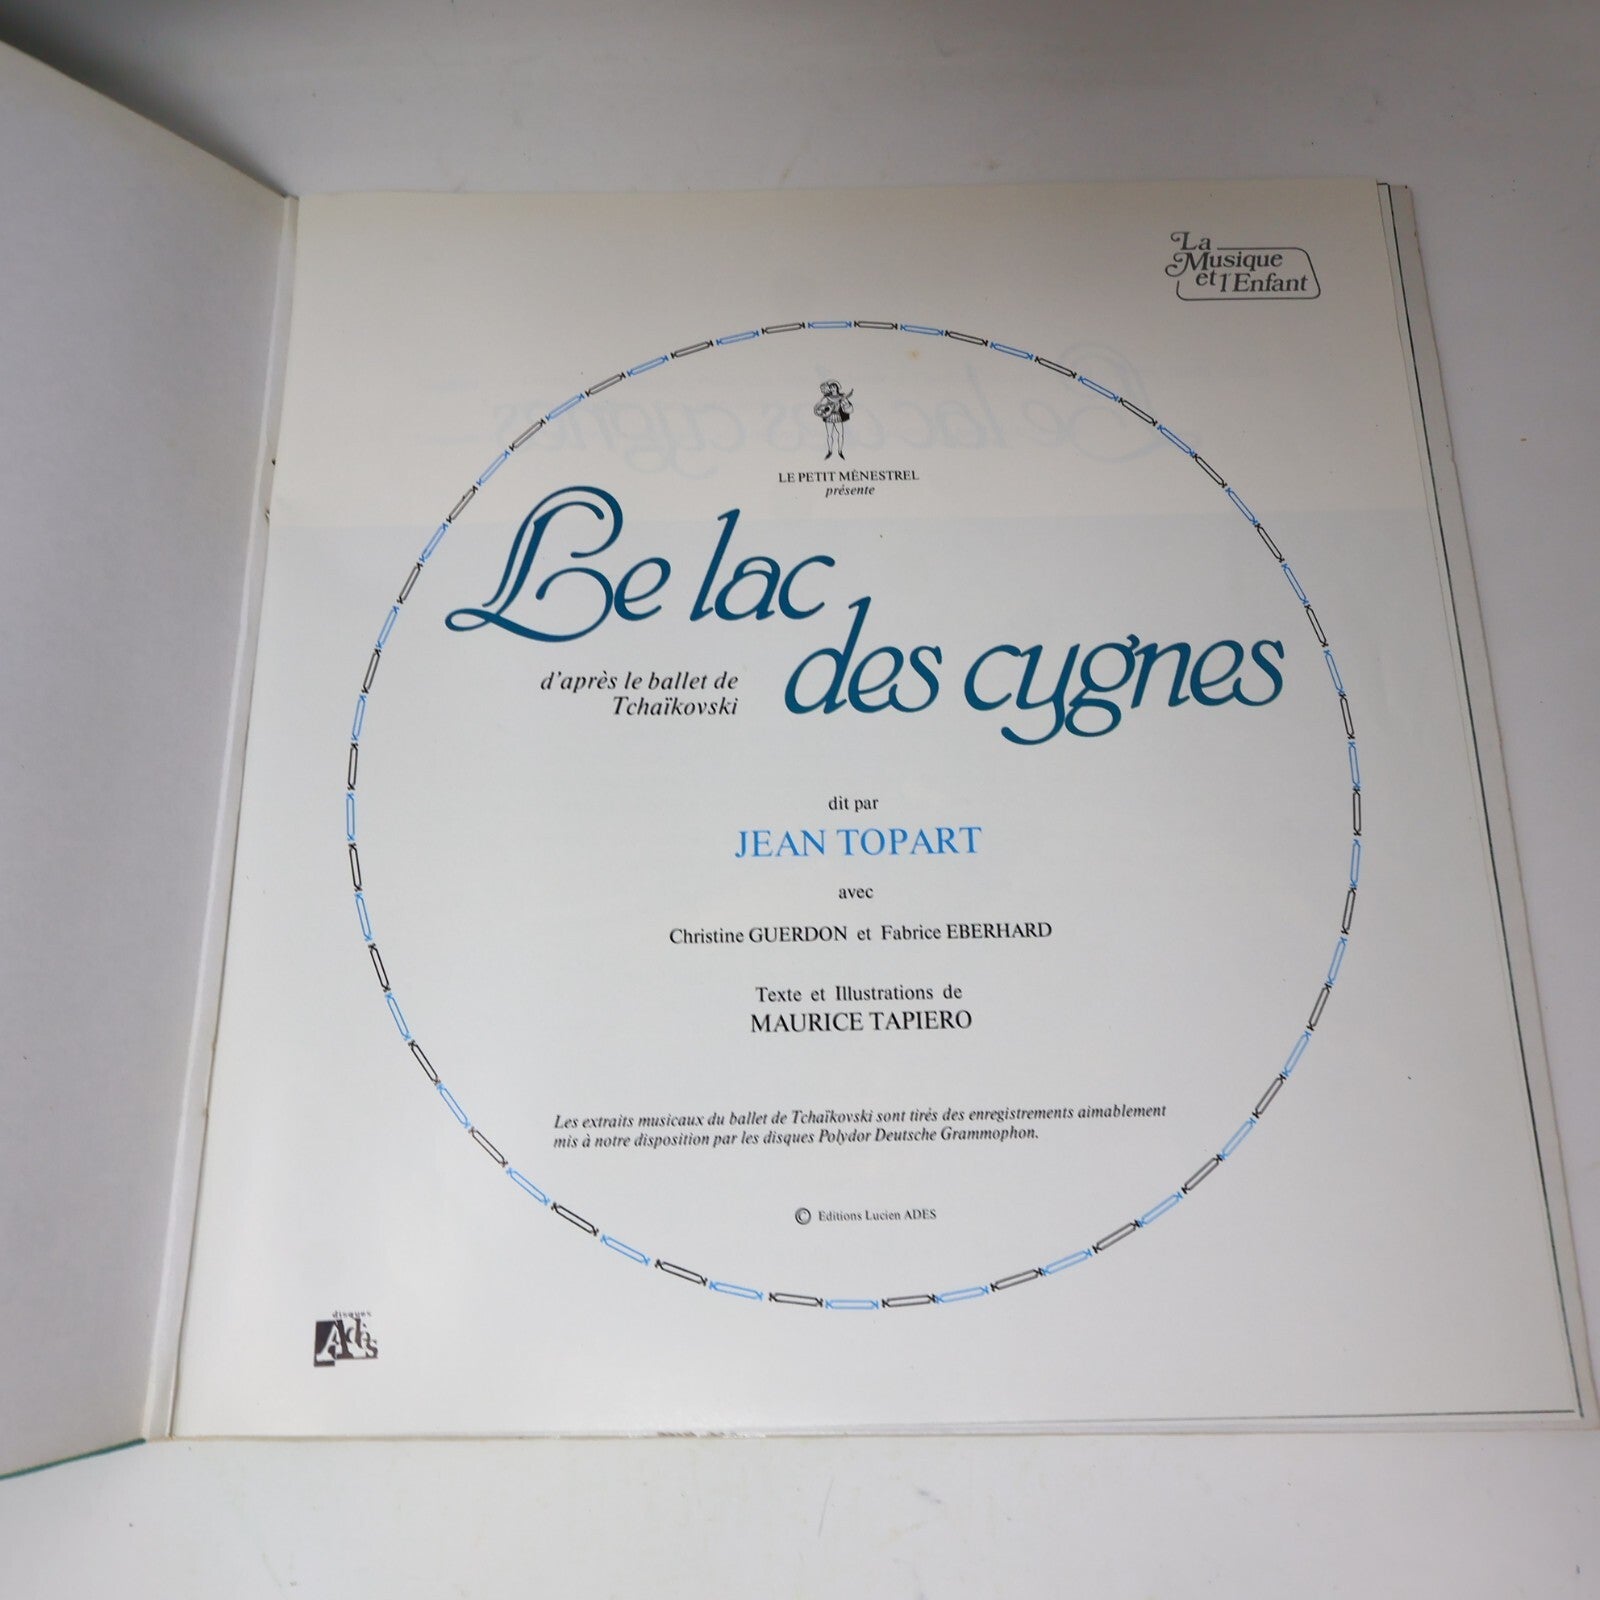 La
Musique
et l'Enfant
LE PETIT MÉNESTREL
présente
Le lac
des cygnes
d'après le ballet de
Tchaïkovski
dit par
JEAN TOPART
avec
Christine GUERDON et Fabrice EBERHARD
Texte et Illustrations de
MAURICE TAPIERO
Les extraits musicaux du ballet de Tchaïkovski sont tirés des enregistrements aimablement
mis à notre disposition par les disques Polydor Deutsche Grammophon.
© Editions Lucien ADES
disques
Adès